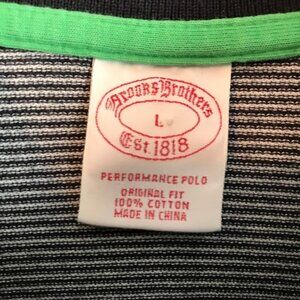 Brooks Brothers
L
Est. 1818
PERFORMANCE POLO
ORIGINAL FIT
100% COTTON
MADE IN CHINA